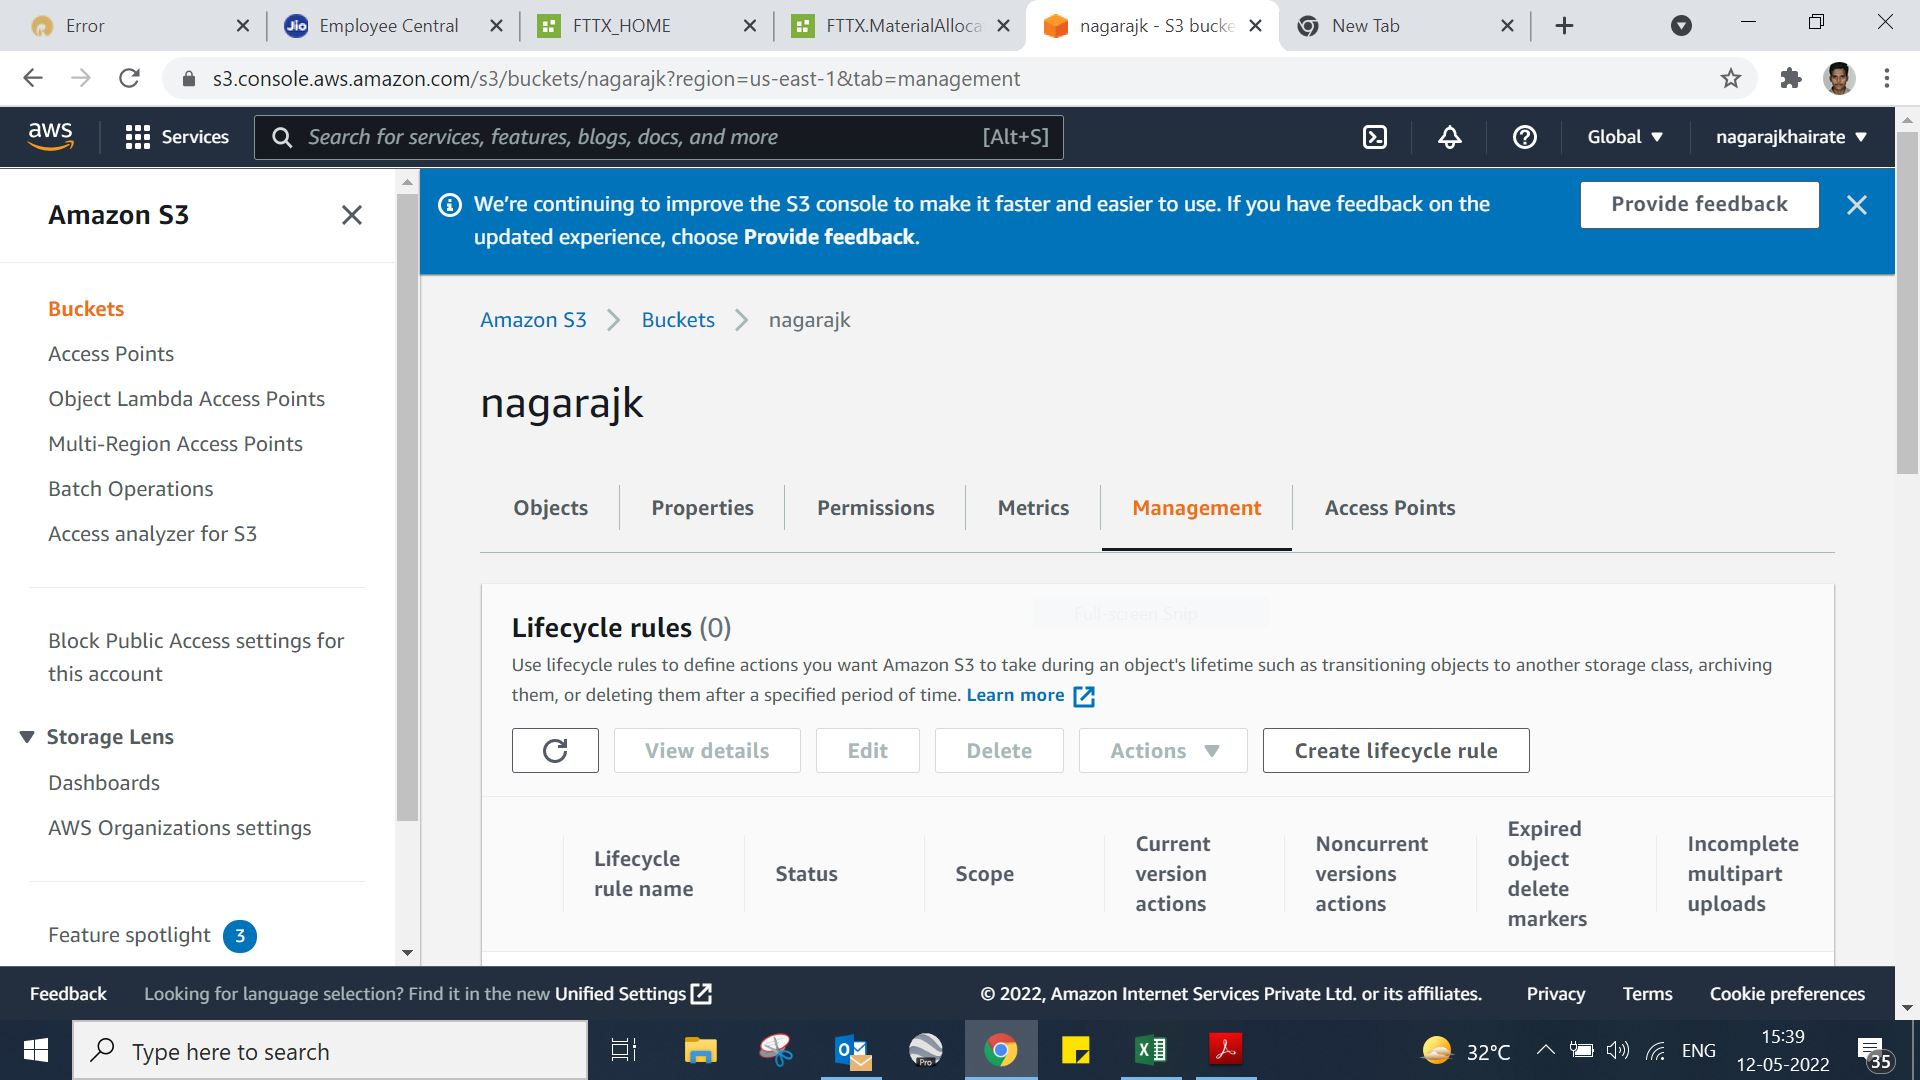 Error
Employee Central
FTTX_HOME
FTTX.MaterialAlloca
nagarajk - S3 bucke
New Tab
s3.console.aws.amazon.com/s3/buckets/nagarajk?region=us-east-1&tab=management
aws
Services
Search for services, features, blogs, docs, and more [Alt+S]
Global
nagarajkhairate
Amazon S3
Buckets
Access Points
Object Lambda Access Points
Multi-Region Access Points
Batch Operations
Access analyzer for S3
Block Public Access settings for
this account
Storage Lens
Dashboards
AWS Organizations settings
Feature spotlight 3
We're continuing to improve the S3 console to make it faster and easier to use. If you have feedback on the
updated experience, choose Provide feedback.
Provide feedback
Amazon S3 > Buckets > nagarajk
nagarajk
Objects
Properties
Permissions
Metrics
Management
Access Points
Full-screen Snip
Lifecycle rules (0)
Use lifecycle rules to define actions you want Amazon S3 to take during an object's lifetime such as transitioning objects to another storage class, archiving
them, or deleting them after a specified period of time. Learn more
View details
Edit
Delete
Actions
Create lifecycle rule
Lifecycle
rule name
Status
Scope
Current
version
actions
Noncurrent
versions
actions
Expired
object
delete
markers
Incomplete
multipart
uploads
Feedback
Looking for language selection? Find it in the new Unified Settings
© 2022, Amazon Internet Services Private Ltd. or its affiliates.
Privacy
Terms
Cookie preferences
Type here to search
Pro
32°C
ENG
15:39
12-05-2022
35